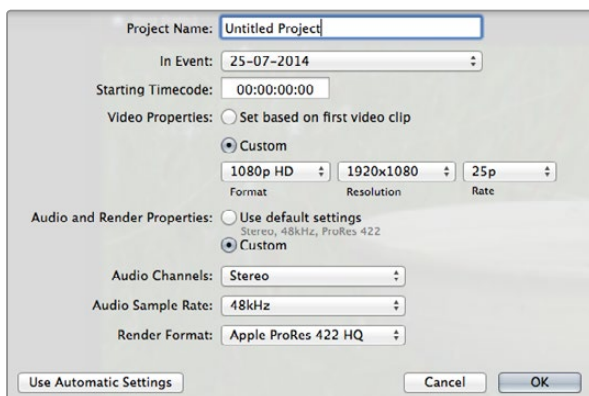 Project Name: Untitled Project
In Event: 25-07-2014
Starting Timecode: 00:00:00:00
Video Properties: Set based on first video clip
Custom
1080p HD 1920x1080 25p
Format Resolution Rate
Audio and Render Properties: Use default settings
Stereo, 48kHz, ProRes 422
Custom
Audio Channels: Stereo
Audio Sample Rate: 48kHz
Render Format: Apple ProRes 422 HQ
Use Automatic Settings Cancel OK